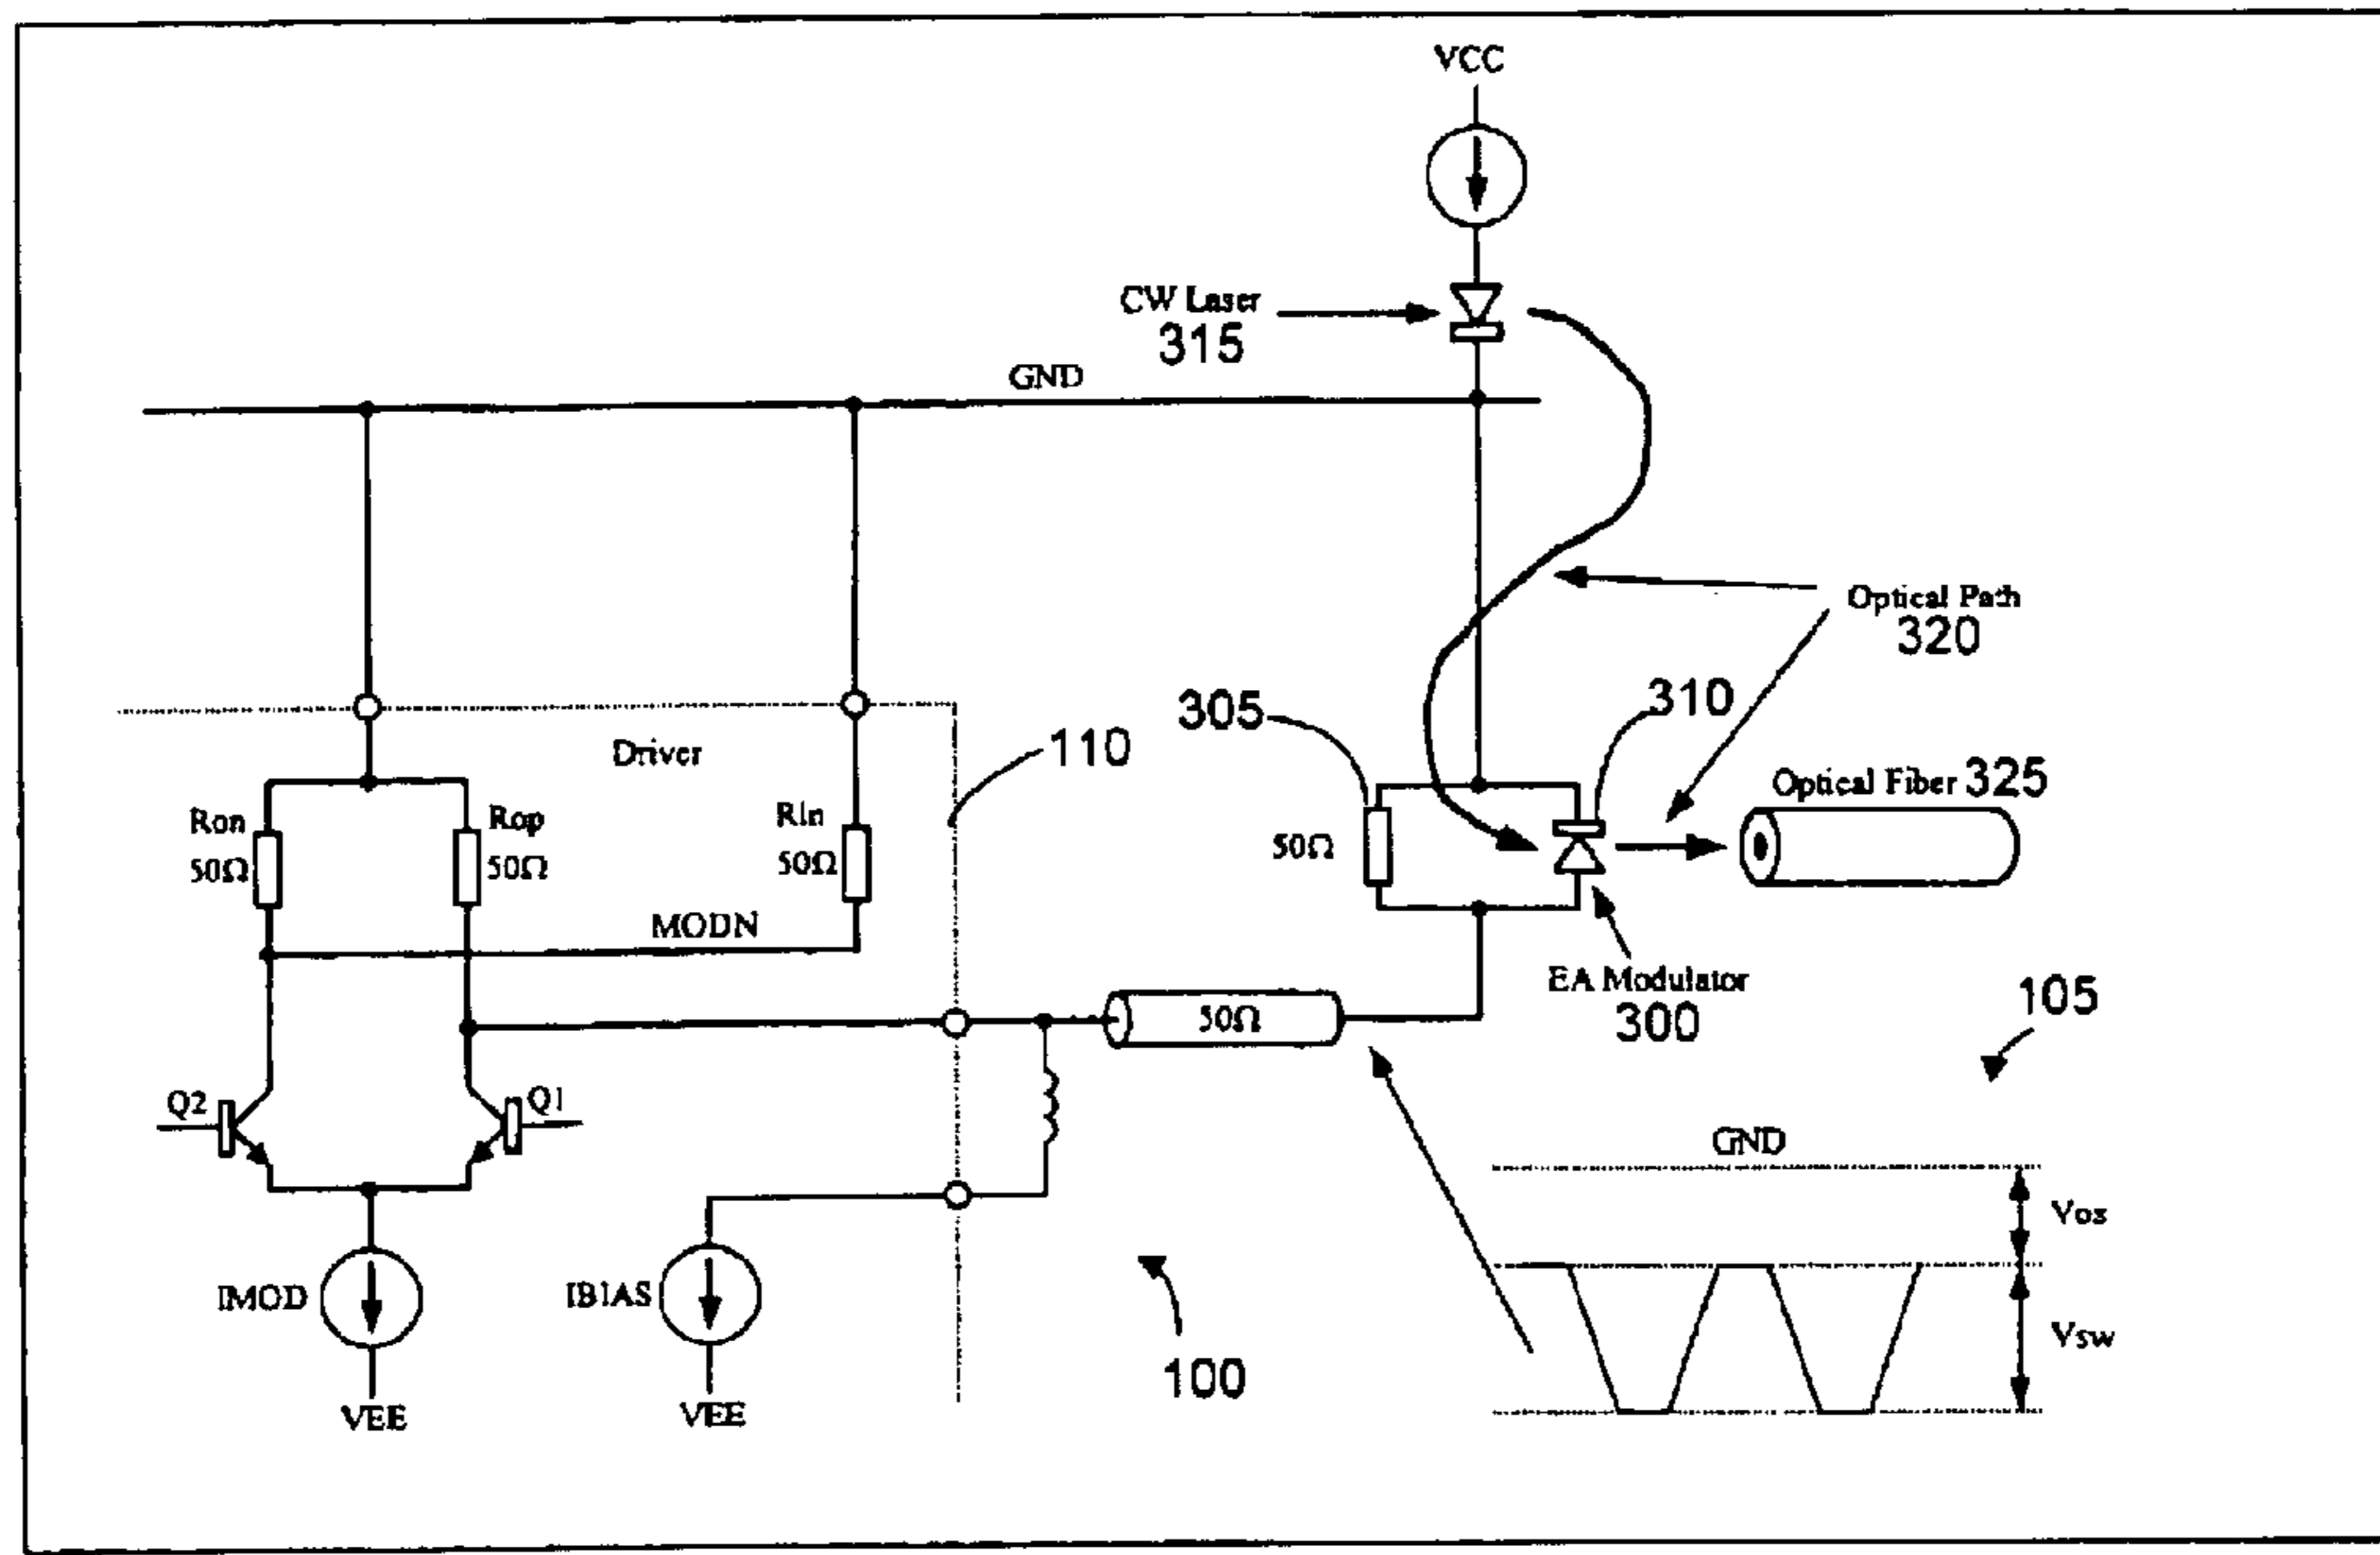 VCC
CW Laser
315
GND
Optical Path
320
305
310
Driver
110
Optical Fiber 325
Ron
50Ω
Rop
50Ω
Rln
50Ω
50Ω
MODN
EA Modulator
300
50Ω
105
Q2
Q1
GND
Vos
IMOD
IBIAS
Vsw
100
VEE
VEE